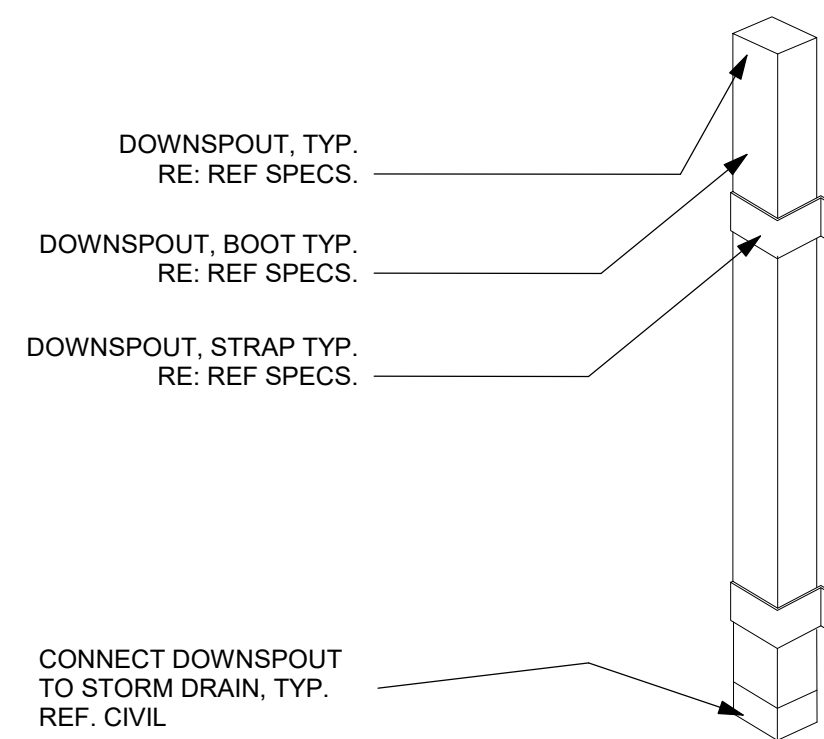 DOWNSPOUT, TYP.
RE: REF SPECS.
DOWNSPOUT, BOOT TYP.
RE: REF SPECS.
DOWNSPOUT, STRAP TYP.
RE: REF SPECS.
CONNECT DOWNSPOUT
TO STORM DRAIN, TYP.
REF. CIVIL